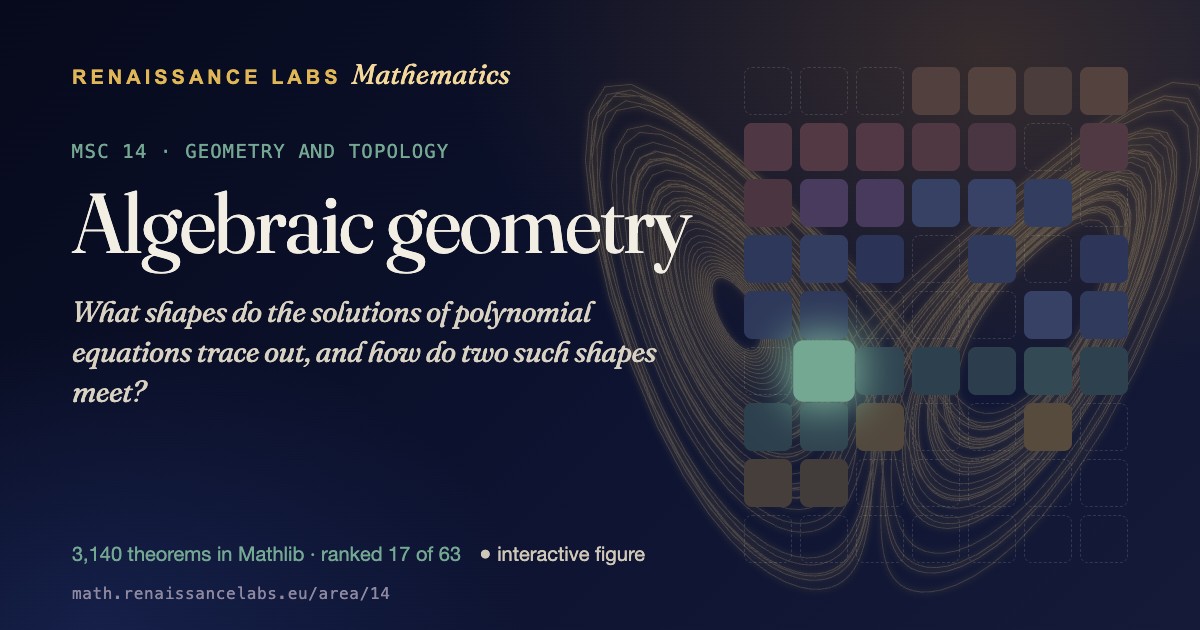 RENAISSANCE LABS Mathematics
MSC 14 · GEOMETRY AND TOPOLOGY
Algebraic geometry
What shapes do the solutions of polynomial
equations trace out, and how do two such shapes
meet?
3,140 theorems in Mathlib · ranked 17 of 63 ● interactive figure
math.renaissancelabs.eu/area/14